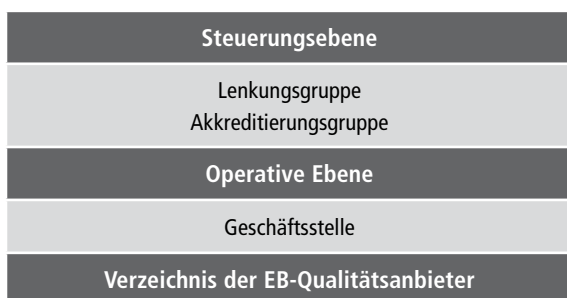 Steuerungsebene
Lenkungsgruppe
Akkreditierungsgruppe
Operative Ebene
Geschäftsstelle
Verzeichnis der EB-Qualitätsanbieter